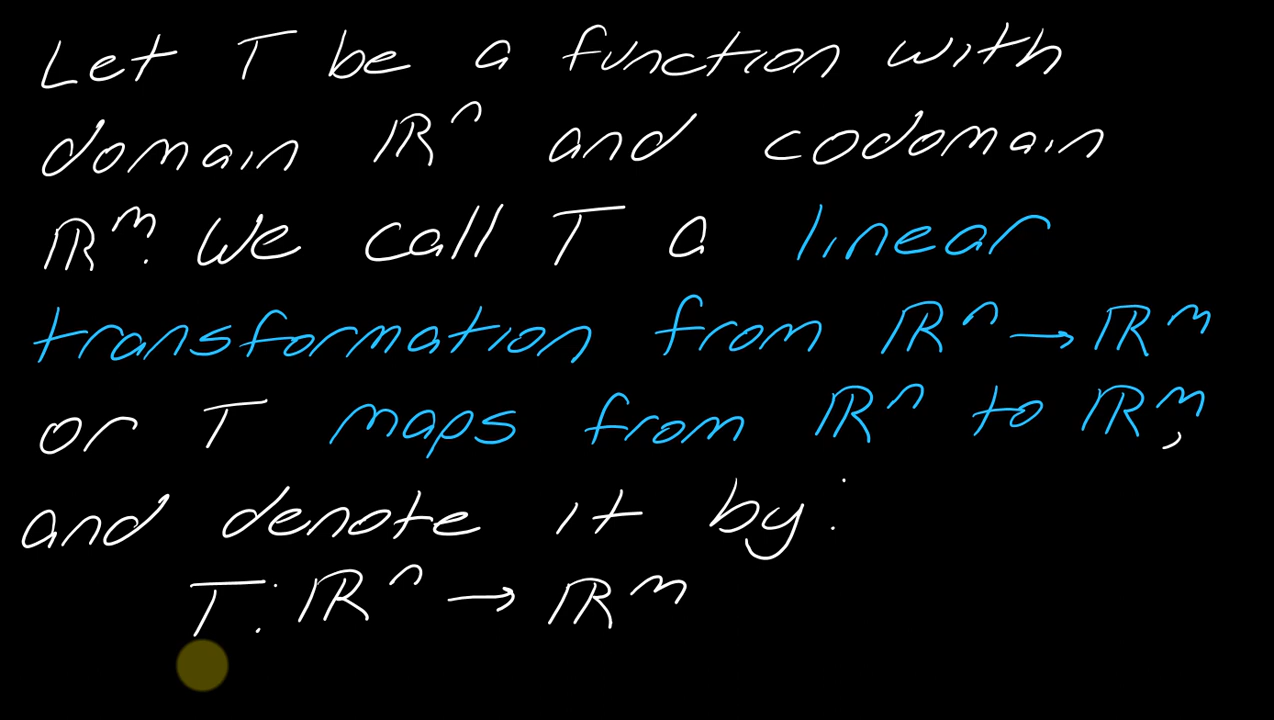 Let T be a function with
domain ℝⁿ and codomain
ℝᵐ. We call T a linear
transformation from ℝⁿ → ℝᵐ
or T maps from ℝⁿ to ℝᵐ,
and denote it by:
T: ℝⁿ → ℝᵐ